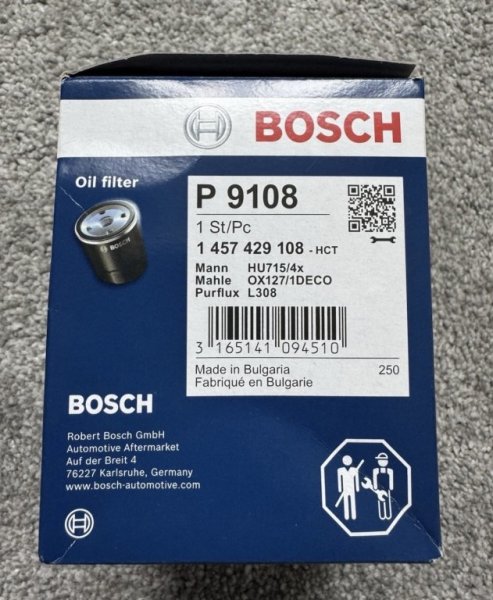 BOSCH
Oil filter
BOSCH
P 9108
1 St/Pc
1 457 429 108 - HCT
Mann HU715/4x
Mahle OX127/1DECO
Purflux L308
3 165141 094510
Made in Bulgaria 250
Fabriqué en Bulgarie
BOSCH
Robert Bosch GmbH
Automotive Aftermarket
Auf der Breit 4
76227 Karlsruhe, Germany
www.bosch-automotive.com